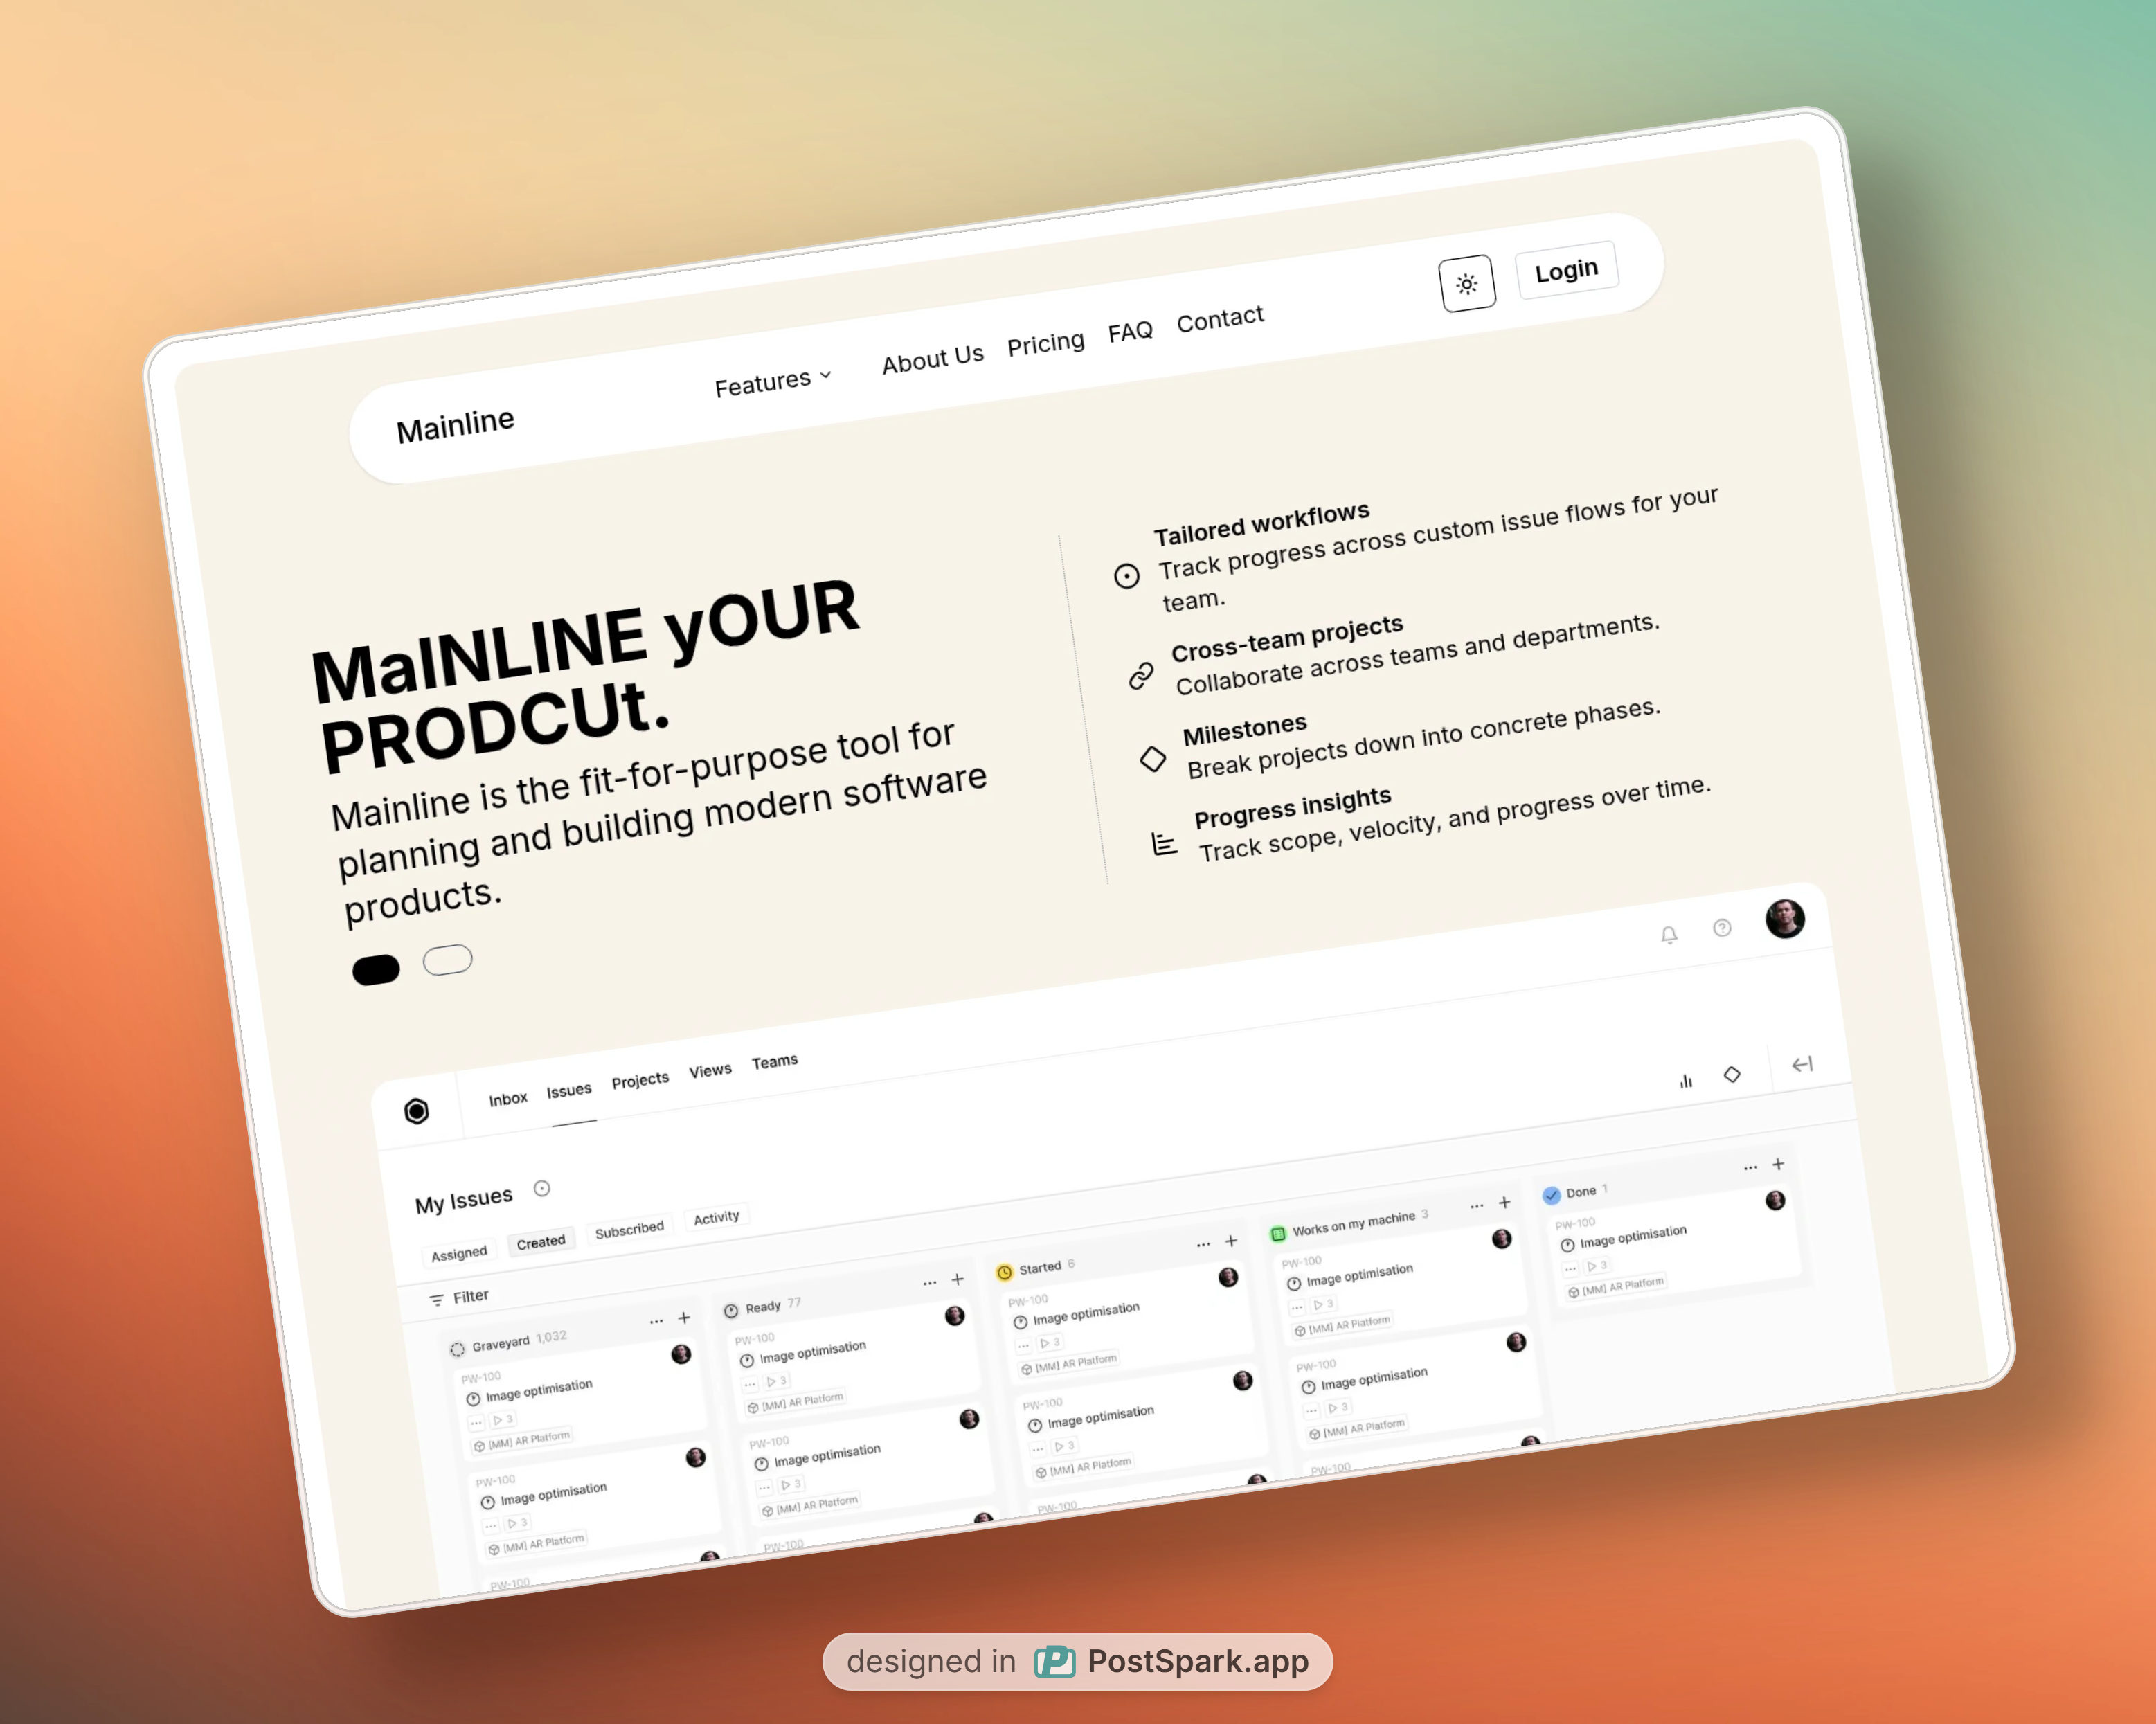 Mainline
Features
About Us
Pricing
FAQ
Contact
Login
MaINLINE yOUR
PRODCUt.
Mainline is the fit-for-purpose tool for
planning and building modern software
products.
Tailored workflows
Track progress across custom issue flows for your
team.
Cross-team projects
Collaborate across teams and departments.
Milestones
Break projects down into concrete phases.
Progress insights
Track scope, velocity, and progress over time.
Inbox
Issues
Projects
Views
Teams
My Issues
Assigned
Created
Subscribed
Activity
Filter
Graveyard 1,032
PW-100
Image optimisation
3
[MM] AR Platform
PW-100
Image optimisation
3
[MM] AR Platform
PW-100
Ready 77
PW-100
Image optimisation
3
[MM] AR Platform
PW-100
Image optimisation
3
[MM] AR Platform
PW-100
Started 6
PW-100
Image optimisation
3
[MM] AR Platform
PW-100
Image optimisation
3
[MM] AR Platform
PW-100
Works on my machine 3
PW-100
Image optimisation
3
[MM] AR Platform
PW-100
Image optimisation
3
[MM] AR Platform
PW-100
Done 1
PW-100
Image optimisation
3
[MM] AR Platform
designed in PostSpark.app